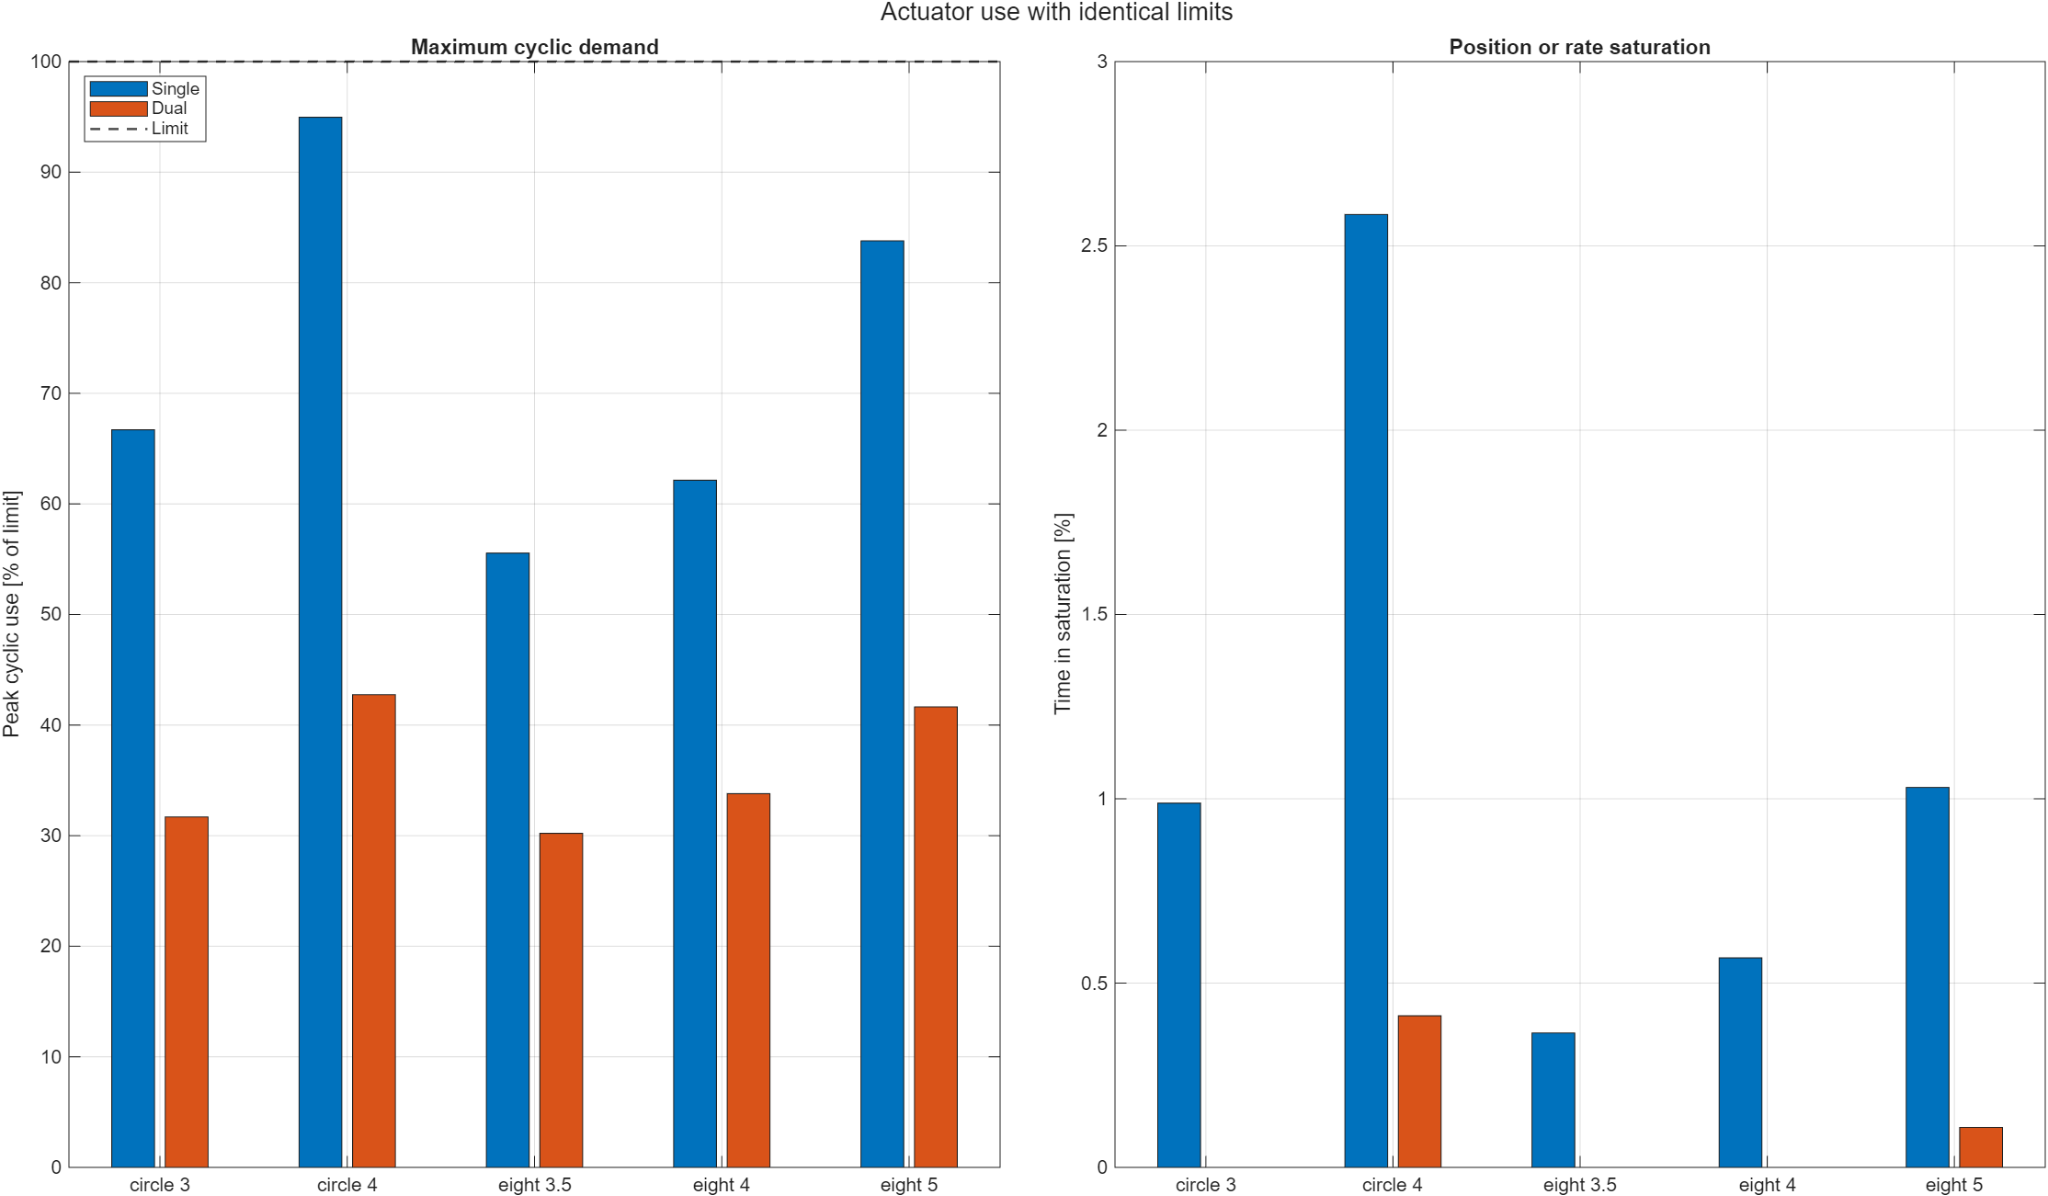 Actuator use with identical limits
Maximum cyclic demand
Peak cyclic use [% of limit]
100
90
80
70
60
50
40
30
20
10
0
Single
Dual
Limit
circle 3
circle 4
eight 3.5
eight 4
eight 5
Position or rate saturation
Time in saturation [%]
3
2.5
2
1.5
1
0.5
0
circle 3
circle 4
eight 3.5
eight 4
eight 5